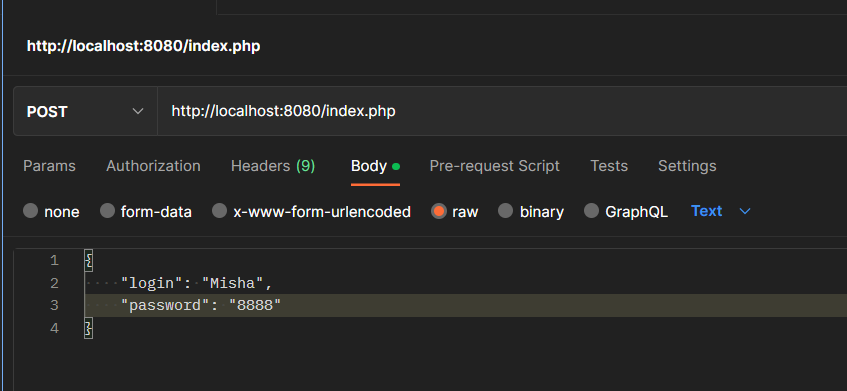 http://localhost:8080/index.php
POST http://localhost:8080/index.php
Params Authorization Headers (9) Body Pre-request Script Tests Settings
none form-data x-www-form-urlencoded raw binary GraphQL Text
1 {
2 "login": "Misha",
3 "password": "8888"
4 }